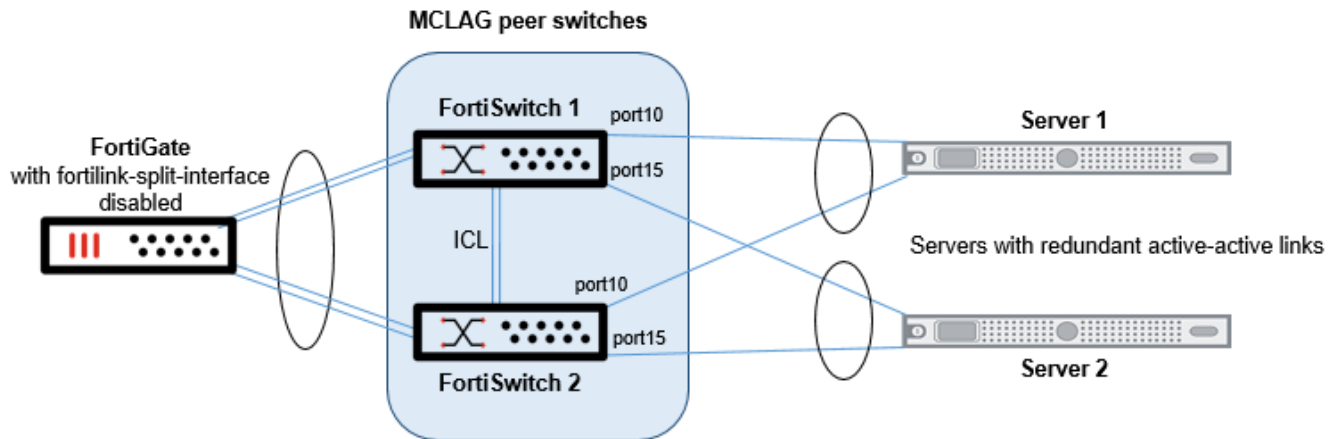 MCLAG peer switches
FortiSwitch 1
port10
port15
Server 1
FortiGate
with fortilink-split-interface
disabled
ICL
Servers with redundant active-active links
port10
port15
FortiSwitch 2
Server 2